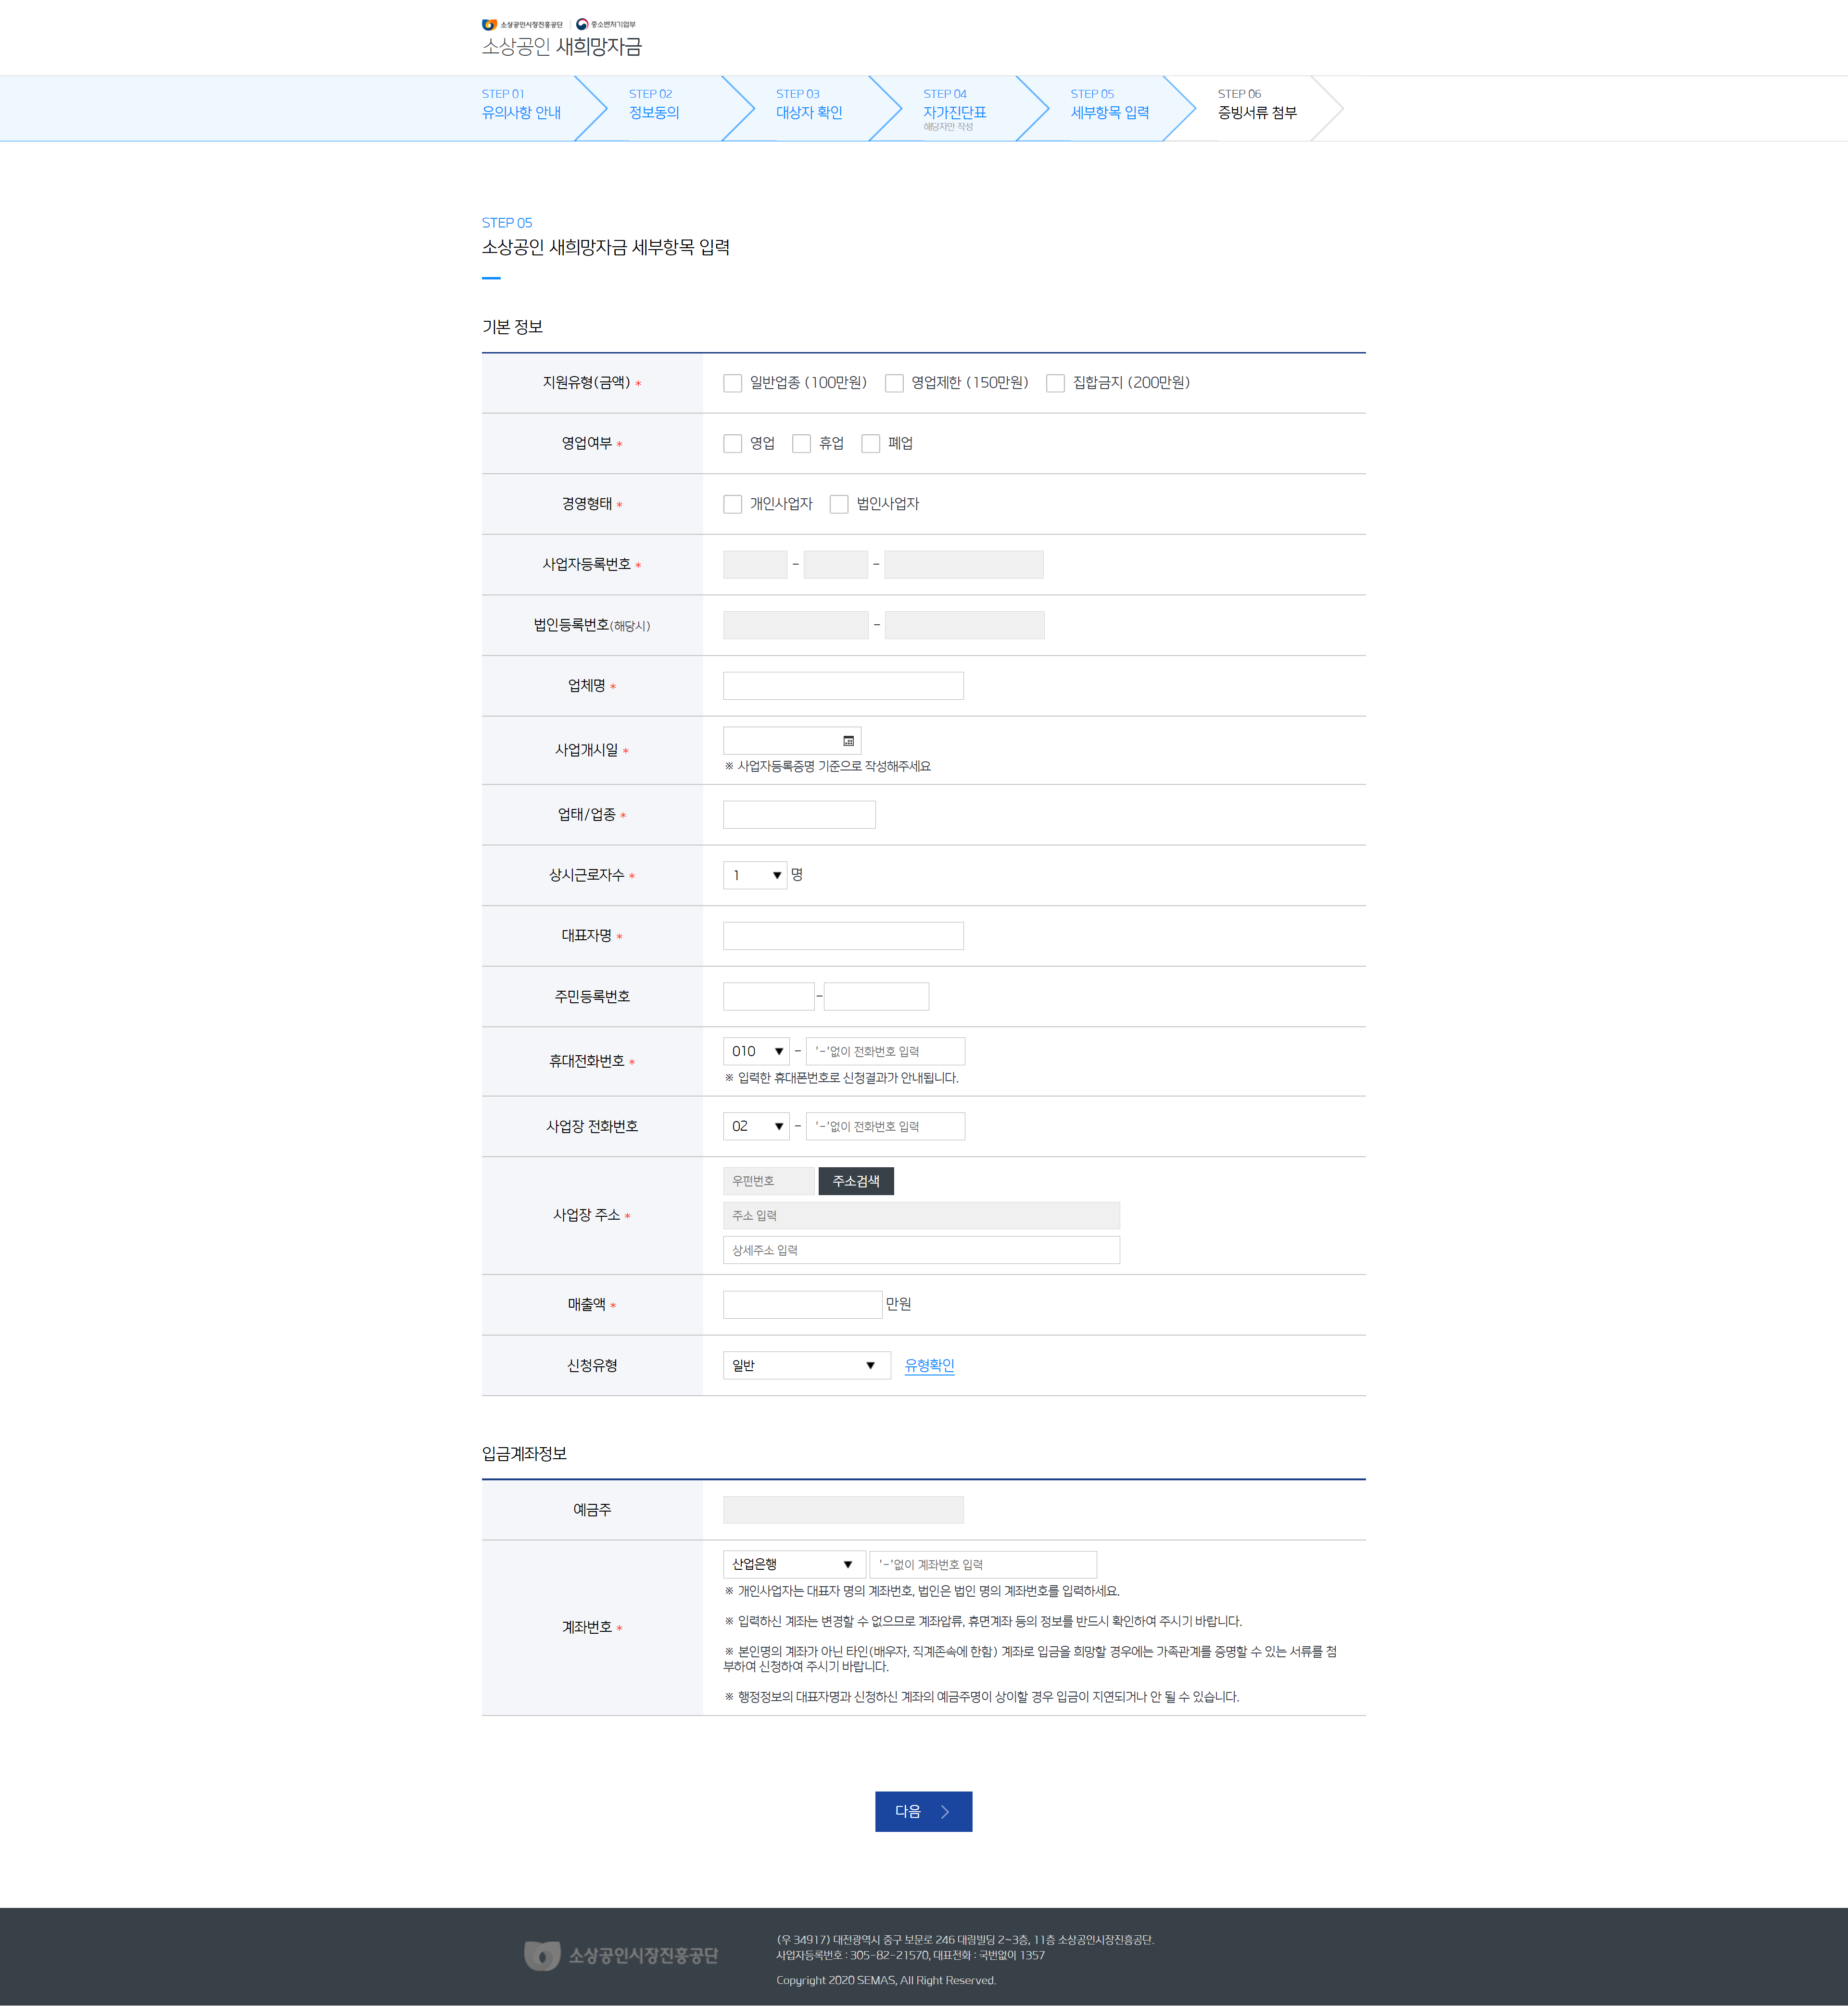 소상공인시장진흥공단 중소벤처기업부
소상공인 새희망자금
STEP 01
유의사항 안내
STEP 02
정보동의
STEP 03
대상자 확인
STEP 04
자가진단표
해당자만 작성
STEP 05
세부항목 입력
STEP 06
증빙서류 첨부
STEP 05
소상공인 새희망자금 세부항목 입력
기본 정보
지원유형(금액) * 일반업종 (100만원) 영업제한 (150만원) 집합금지 (200만원)
영업여부 * 영업 휴업 폐업
경영형태 * 개인사업자 법인사업자
사업자등록번호 * - -
법인등록번호(해당시) -
업체명 *
사업개시일 *
※ 사업자등록증명 기준으로 작성해주세요
업태/업종 *
상시근로자수 * 1 ▼ 명
대표자명 *
주민등록번호 -
휴대전화번호 * 010 ▼ - '-'없이 전화번호 입력
※ 입력한 휴대폰번호로 신청결과가 안내됩니다.
사업장 전화번호 02 ▼ - '-'없이 전화번호 입력
사업장 주소 * 우편번호 주소검색
주소 입력
상세주소 입력
매출액 * 만원
신청유형 일반 ▼ 유형확인
입금계좌정보
예금주
계좌번호 * 산업은행 ▼ '-'없이 계좌번호 입력
※ 개인사업자는 대표자 명의 계좌번호, 법인은 법인 명의 계좌번호를 입력하세요.
※ 입력하신 계좌는 변경할 수 없으므로 계좌압류, 휴면계좌 등의 정보를 반드시 확인하여 주시기 바랍니다.
※ 본인명의 계좌가 아닌 타인(배우자, 직계존속에 한함) 계좌로 입금을 희망할 경우에는 가족관계를 증명할 수 있는 서류를 첨
부하여 신청하여 주시기 바랍니다.
※ 행정정보의 대표자명과 신청하신 계좌의 예금주명이 상이할 경우 입금이 지연되거나 안 될 수 있습니다.
다음
소상공인시장진흥공단
(우 34917) 대전광역시 중구 보문로 246 대림빌딩 2~3층, 11층 소상공인시장진흥공단.
사업자등록번호 : 305-82-21570, 대표전화 : 국번없이 1357
Copyright 2020 SEMAS, All Right Reserved.